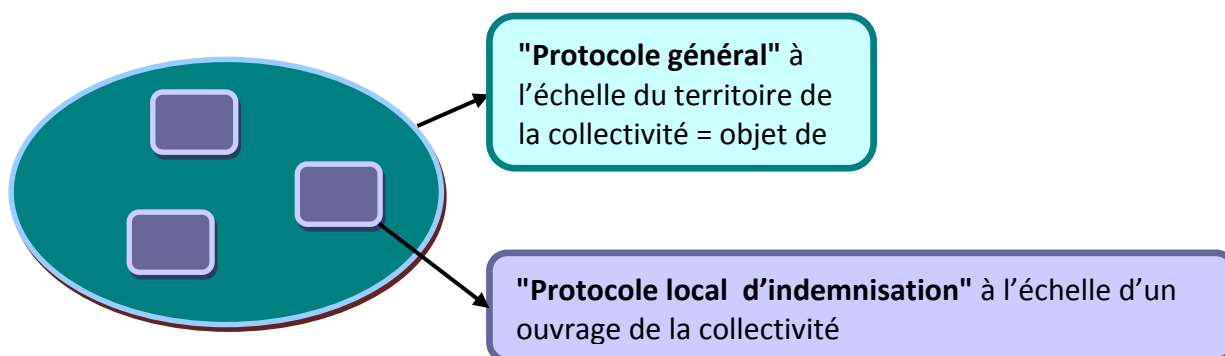 "Protocole général" à
l’échelle du territoire de
la collectivité = objet de
"Protocole local d’indemnisation" à l’échelle d’un
ouvrage de la collectivité